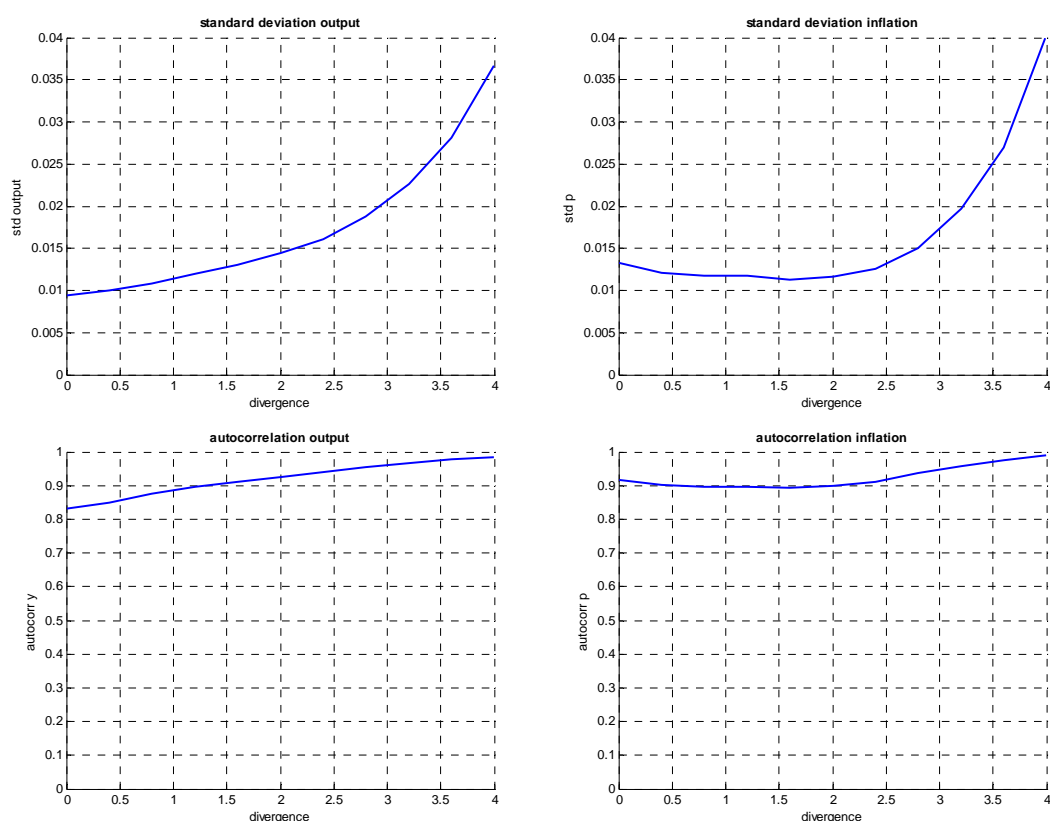 standard deviation output
0.04
0.035
0.03
0.025
0.02
0.015
0.01
0.005
0
std output
0 0.5 1 1.5 2 2.5 3 3.5 4
divergence
standard deviation inflation
0.04
0.035
0.03
0.025
0.02
0.015
0.01
0.005
0
std p
0 0.5 1 1.5 2 2.5 3 3.5 4
divergence
autocorrelation output
1
0.9
0.8
0.7
0.6
0.5
0.4
0.3
0.2
0.1
0
autocorr y
0 0.5 1 1.5 2 2.5 3 3.5 4
divergence
autocorrelation inflation
1
0.9
0.8
0.7
0.6
0.5
0.4
0.3
0.2
0.1
0
autocorr p
0 0.5 1 1.5 2 2.5 3 3.5 4
divergence